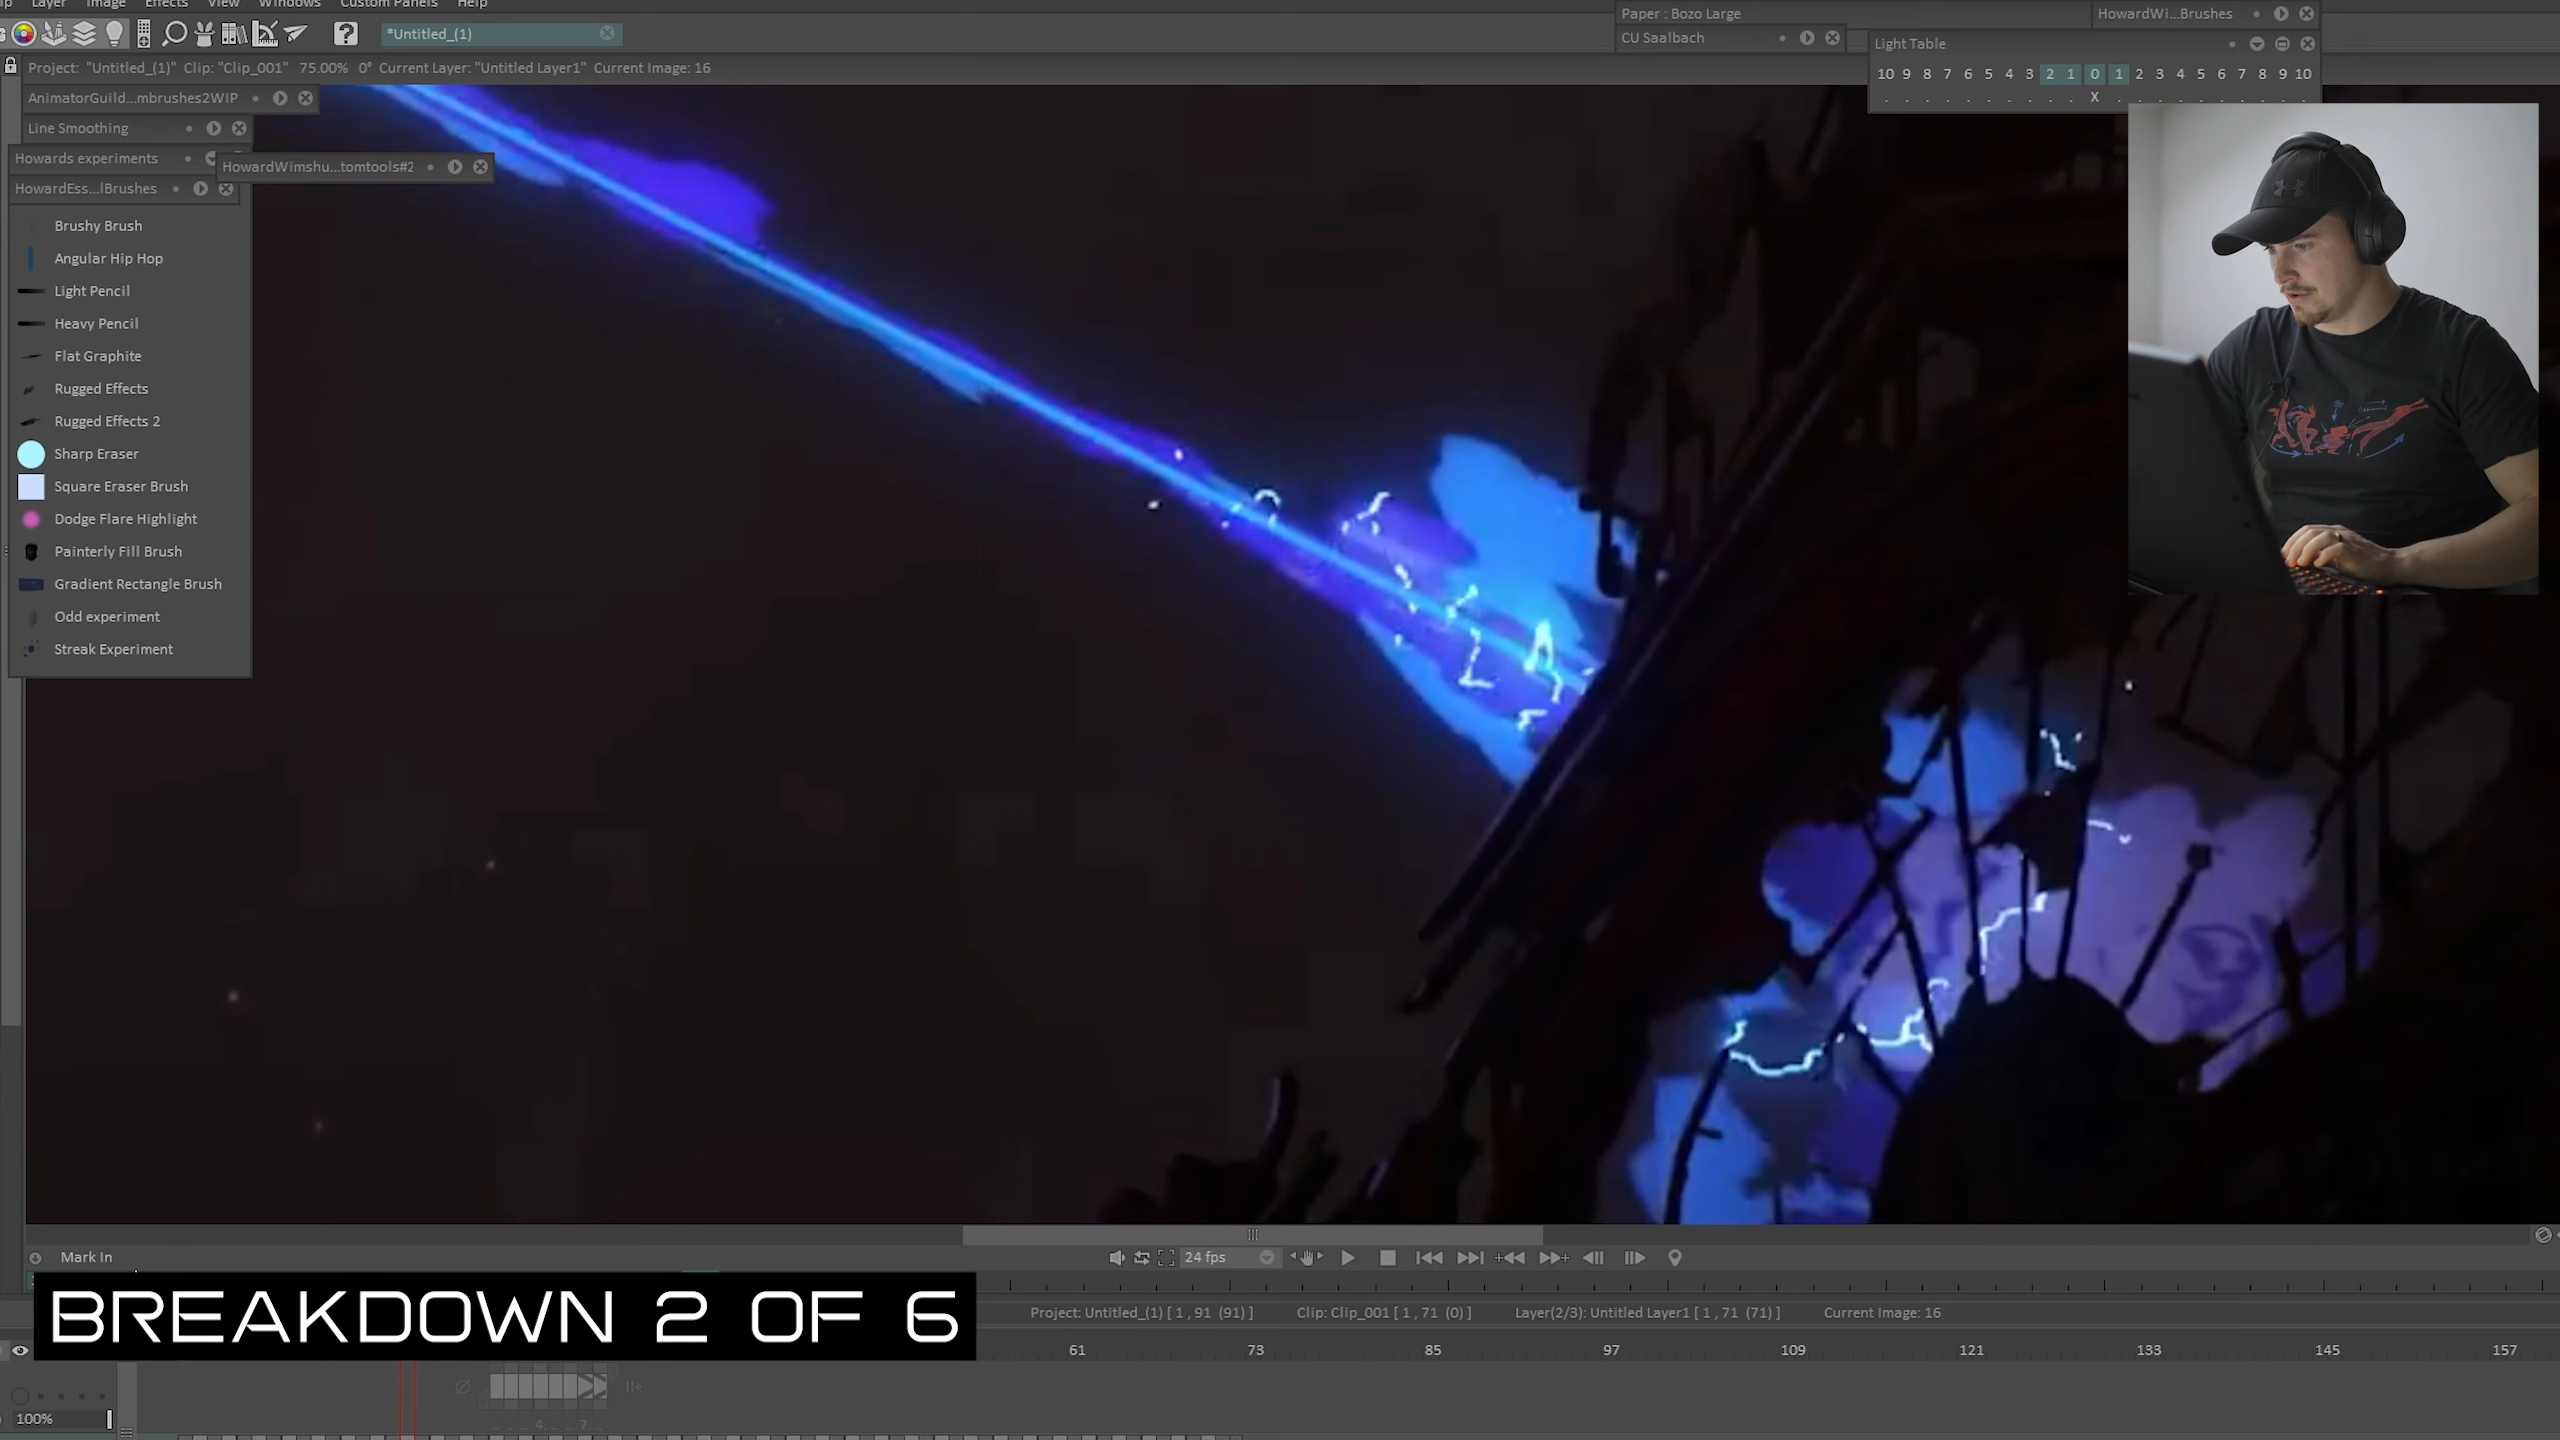 Layer Image Effects View Windows Custom Panels Help
*Untitled_(1)
Paper : Bozo Large
HowardWi...Brushes
CU Saalbach
Light Table
10 9 8 7 6 5 4 3 2 1 0 1 2 3 4 5 6 7 8 9 10
X
Project: "Untitled_(1)" Clip: "Clip_001" 75.00% 0° Current Layer: "Untitled Layer1" Current Image: 16
AnimatorGuild...mbrushes2WIP
Line Smoothing
Howards experiments
HowardWimshu...tomtools#2
HowardEss...lBrushes
Brushy Brush
Angular Hip Hop
Light Pencil
Heavy Pencil
Flat Graphite
Rugged Effects
Rugged Effects 2
Sharp Eraser
Square Eraser Brush
Dodge Flare Highlight
Painterly Fill Brush
Gradient Rectangle Brush
Odd experiment
Streak Experiment
Mark In
24 fps
BREAKDOWN 2 OF 6
Project: Untitled_(1) [ 1 , 91 (91) ] Clip: Clip_001 [ 1 , 71 (0) ] Layer(2/3): Untitled Layer1 [ 1 , 71 (71) ] Current Image: 16
61 73 85 97 109 121 133 145 157
100%
4 7